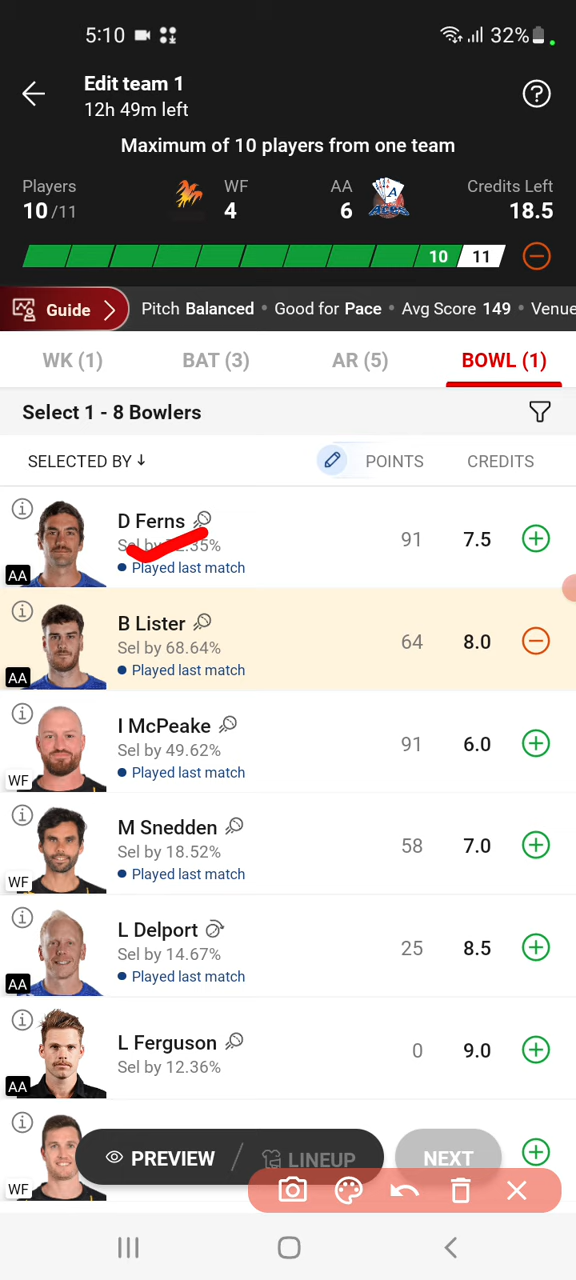 5:10
32%
Edit team 1
12h 49m left
?
Maximum of 10 players from one team
Players
10/11
WF
4
AA
6
A
ACES
Credits Left
18.5
10
11
Guide
Pitch Balanced • Good for Pace • Avg Score 149 • Venue
WK (1)
BAT (3)
AR (5)
BOWL (1)
Select 1 - 8 Bowlers
SELECTED BY ↓
POINTS
CREDITS
D Ferns
Sel by 72.35%
Played last match
AA
91
7.5
B Lister
Sel by 68.64%
Played last match
AA
64
8.0
I McPeake
Sel by 49.62%
Played last match
WF
91
6.0
M Snedden
Sel by 18.52%
Played last match
WF
58
7.0
L Delport
Sel by 14.67%
Played last match
AA
25
8.5
L Ferguson
Sel by 12.36%
AA
0
9.0
WF
PREVIEW
LINEUP
NEXT